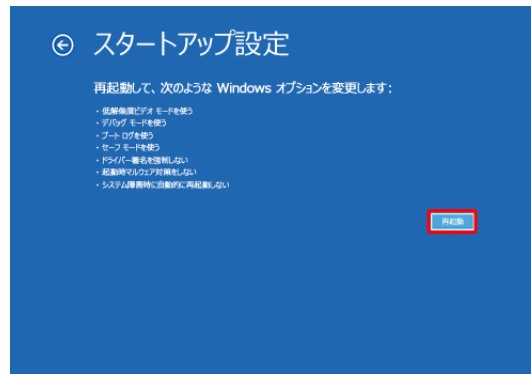 スタートアップ設定
再起動して、次のような Windows オプションを変更します:
・低解像度ビデオ モードを使う
・デバッグ モードを使う
・ブート ログを使う
・セーフ モードを使う
・ドライバー署名を強制しない
・起動時マルウェア対策をしない
・システム障害時に自動的に再起動しない
再起動